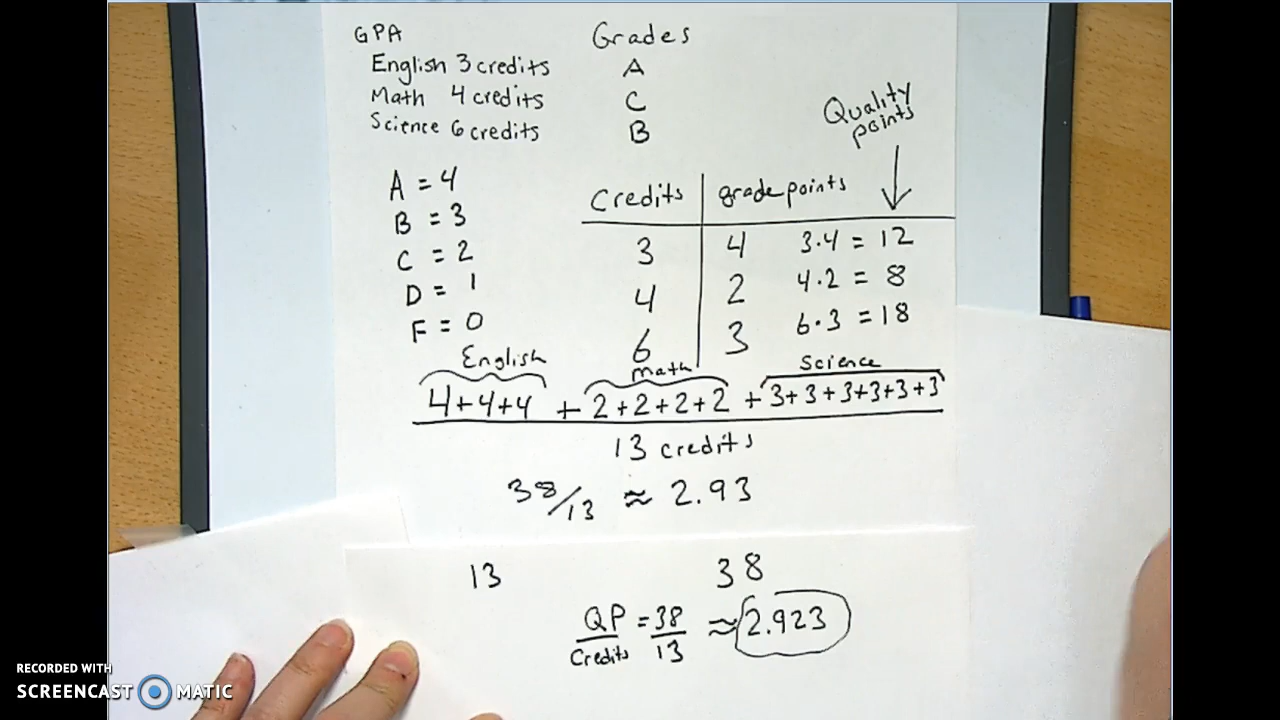 GPA Grades
English 3 credits A
Math 4 credits C
Science 6 credits B
Quality
points
A = 4
B = 3
C = 2
D = 1
F = 0
Credits grade points
3 4 3·4 = 12
4 2 4·2 = 8
6 3 6·3 = 18
English math Science
4+4+4 + 2+2+2+2 + 3+3+3+3+3+3
13 credits
38/13 ≈ 2.93
13 38
QP = 38 ≈ 2.923
Credits 13
RECORDED WITH
SCREENCAST MATIC